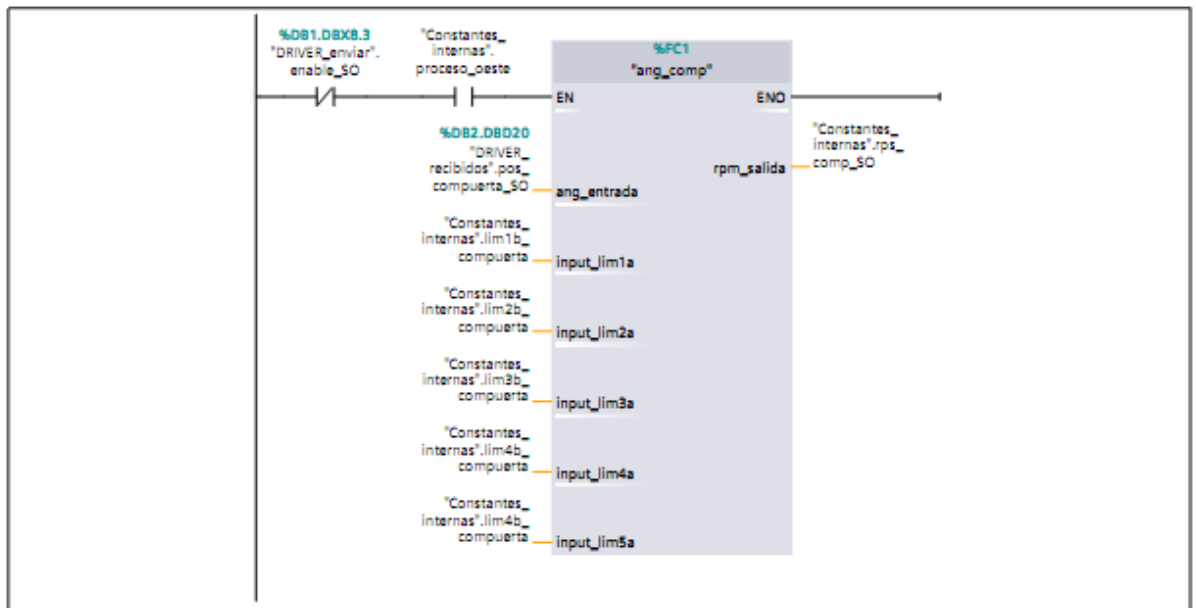 %DB1.DBX8.3
"DRIVER_enviar".
enable_SO
"Constantes_
internas".
proceso_oeste
%FC1
"ang_comp"
EN
ENO
%DB2.DBD20
"DRIVER_
recibidos".pos_
compuerta_SO
ang_entrada
rpm_salida
"Constantes_
internas".rps_
comp_SO
"Constantes_
internas".lim1b_
compuerta
input_lim1a
"Constantes_
internas".lim2b_
compuerta
input_lim2a
"Constantes_
internas".lim3b_
compuerta
input_lim3a
"Constantes_
internas".lim4b_
compuerta
input_lim4a
"Constantes_
internas".lim4b_
compuerta
input_lim5a